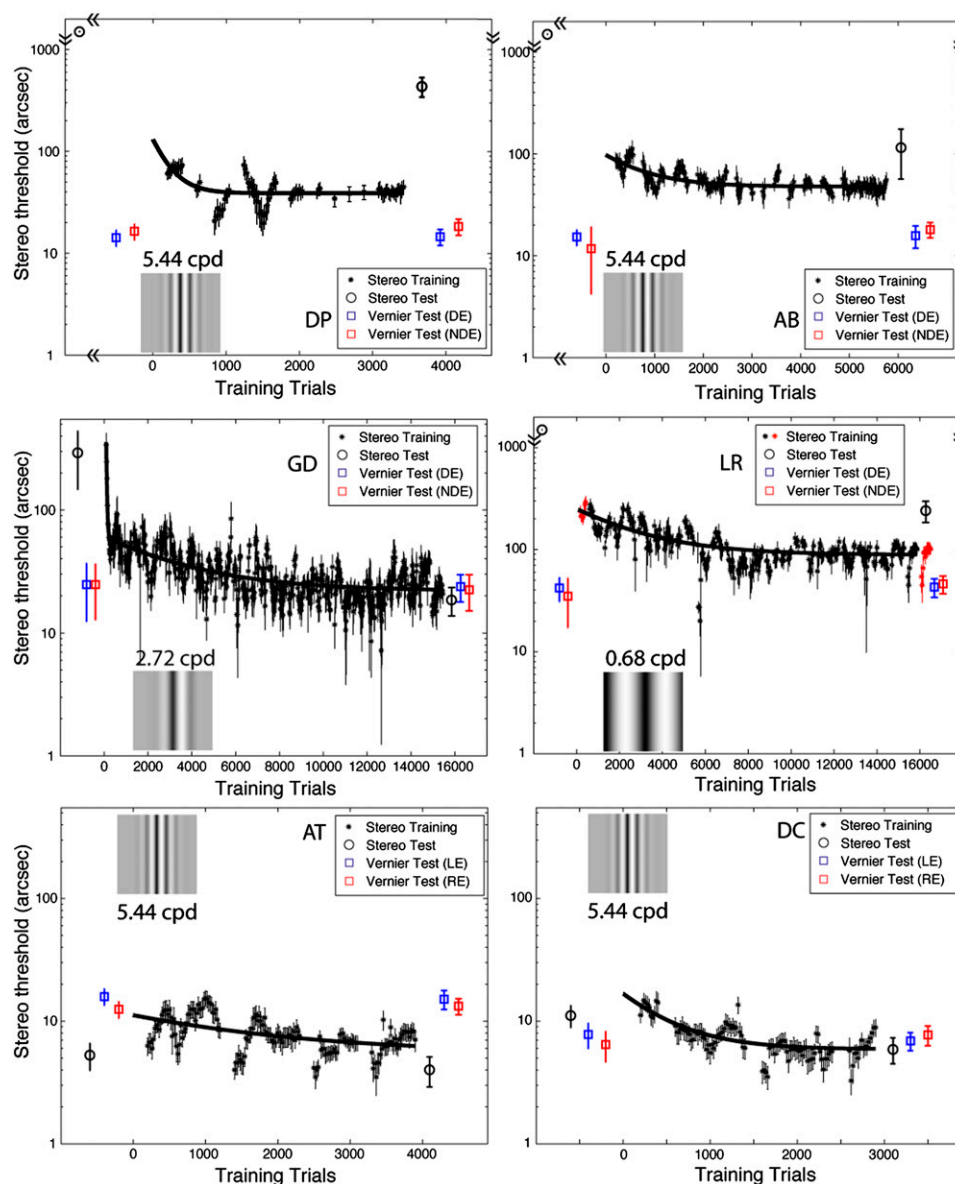 1000
100
10
1
Stereo threshold (arcsec)
5.44 cpd
DP
Stereo Training
Stereo Test
Vernier Test (DE)
Vernier Test (NDE)
0 1000 2000 3000 4000
Training Trials
1000
100
10
1
5.44 cpd
AB
Stereo Training
Stereo Test
Vernier Test (DE)
Vernier Test (NDE)
0 1000 2000 3000 4000 5000 6000
Training Trials
100
10
1
Stereo threshold (arcsec)
GD
Stereo Training
Stereo Test
Vernier Test (DE)
Vernier Test (NDE)
2.72 cpd
0 2000 4000 6000 8000 10000 12000 14000 16000
Training Trials
1000
100
10
1
LR
Stereo Training
Stereo Test
Vernier Test (DE)
Vernier Test (NDE)
0.68 cpd
0 2000 4000 6000 8000 10000 12000 14000 16000
Training Trials
100
10
1
Stereo threshold (arcsec)
AT
Stereo Training
Stereo Test
Vernier Test (LE)
Vernier Test (RE)
5.44 cpd
0 1000 2000 3000 4000
Training Trials
100
10
1
DC
Stereo Training
Stereo Test
Vernier Test (LE)
Vernier Test (RE)
5.44 cpd
0 1000 2000 3000
Training Trials